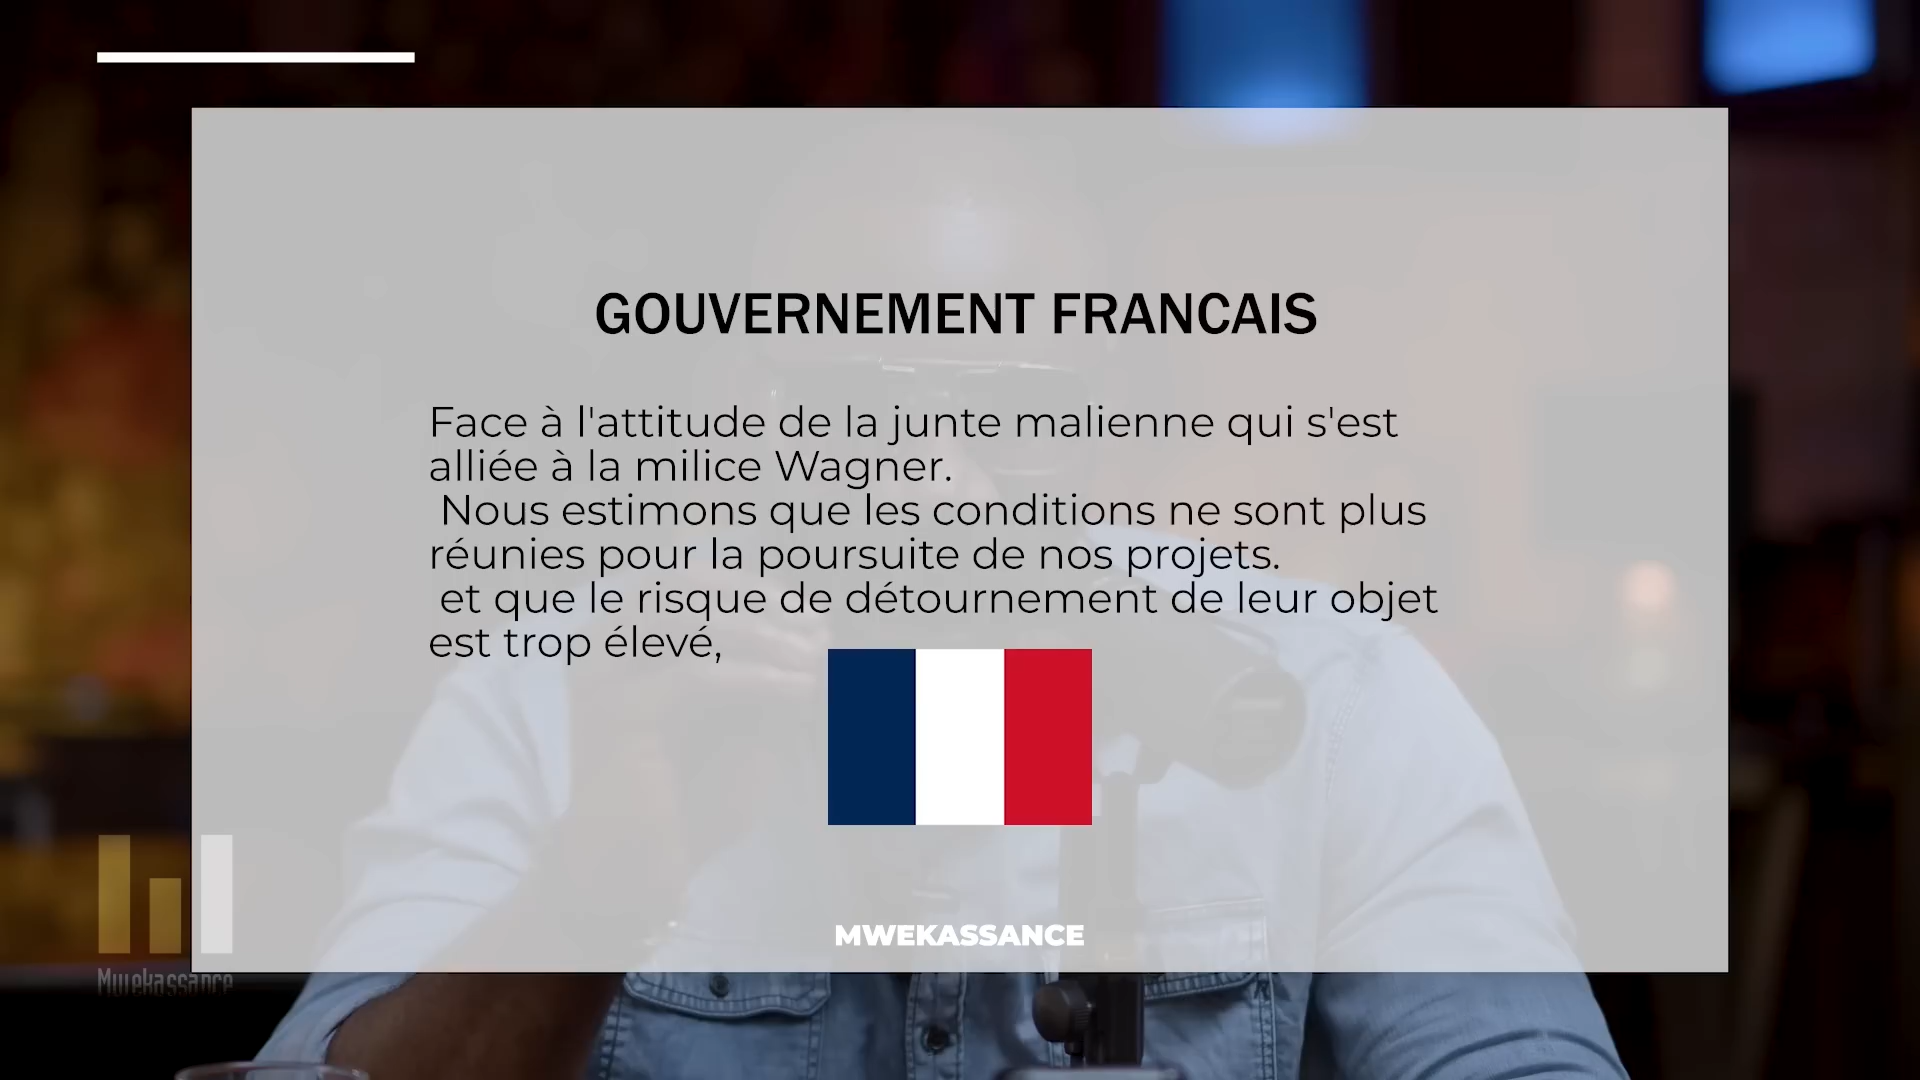 GOUVERNEMENT FRANCAIS
Face à l'attitude de la junte malienne qui s'est
alliée à la milice Wagner.
Nous estimons que les conditions ne sont plus
réunies pour la poursuite de nos projets.
et que le risque de détournement de leur objet
est trop élevé,
MWEKASSANCE
Mwekassance